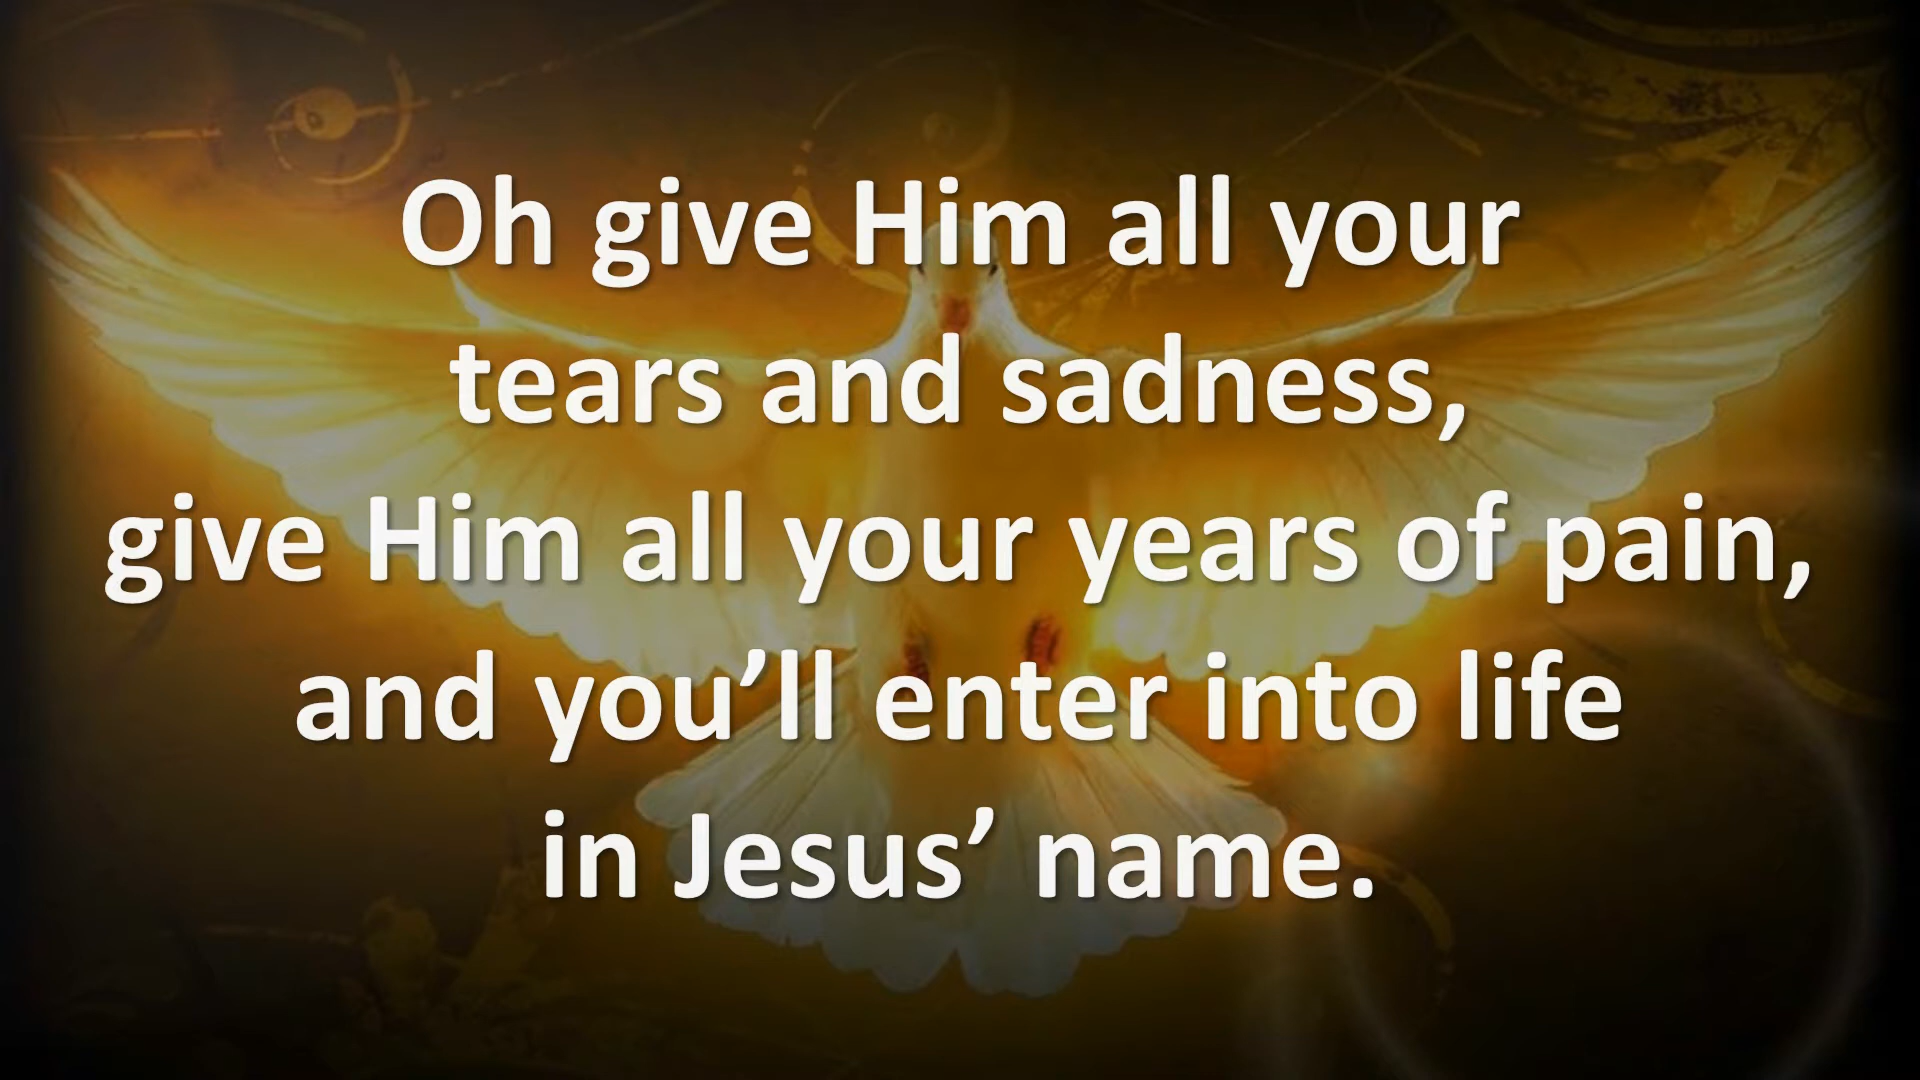 Oh give Him all your
tears and sadness,
give Him all your years of pain,
and you’ll enter into life
in Jesus’ name.